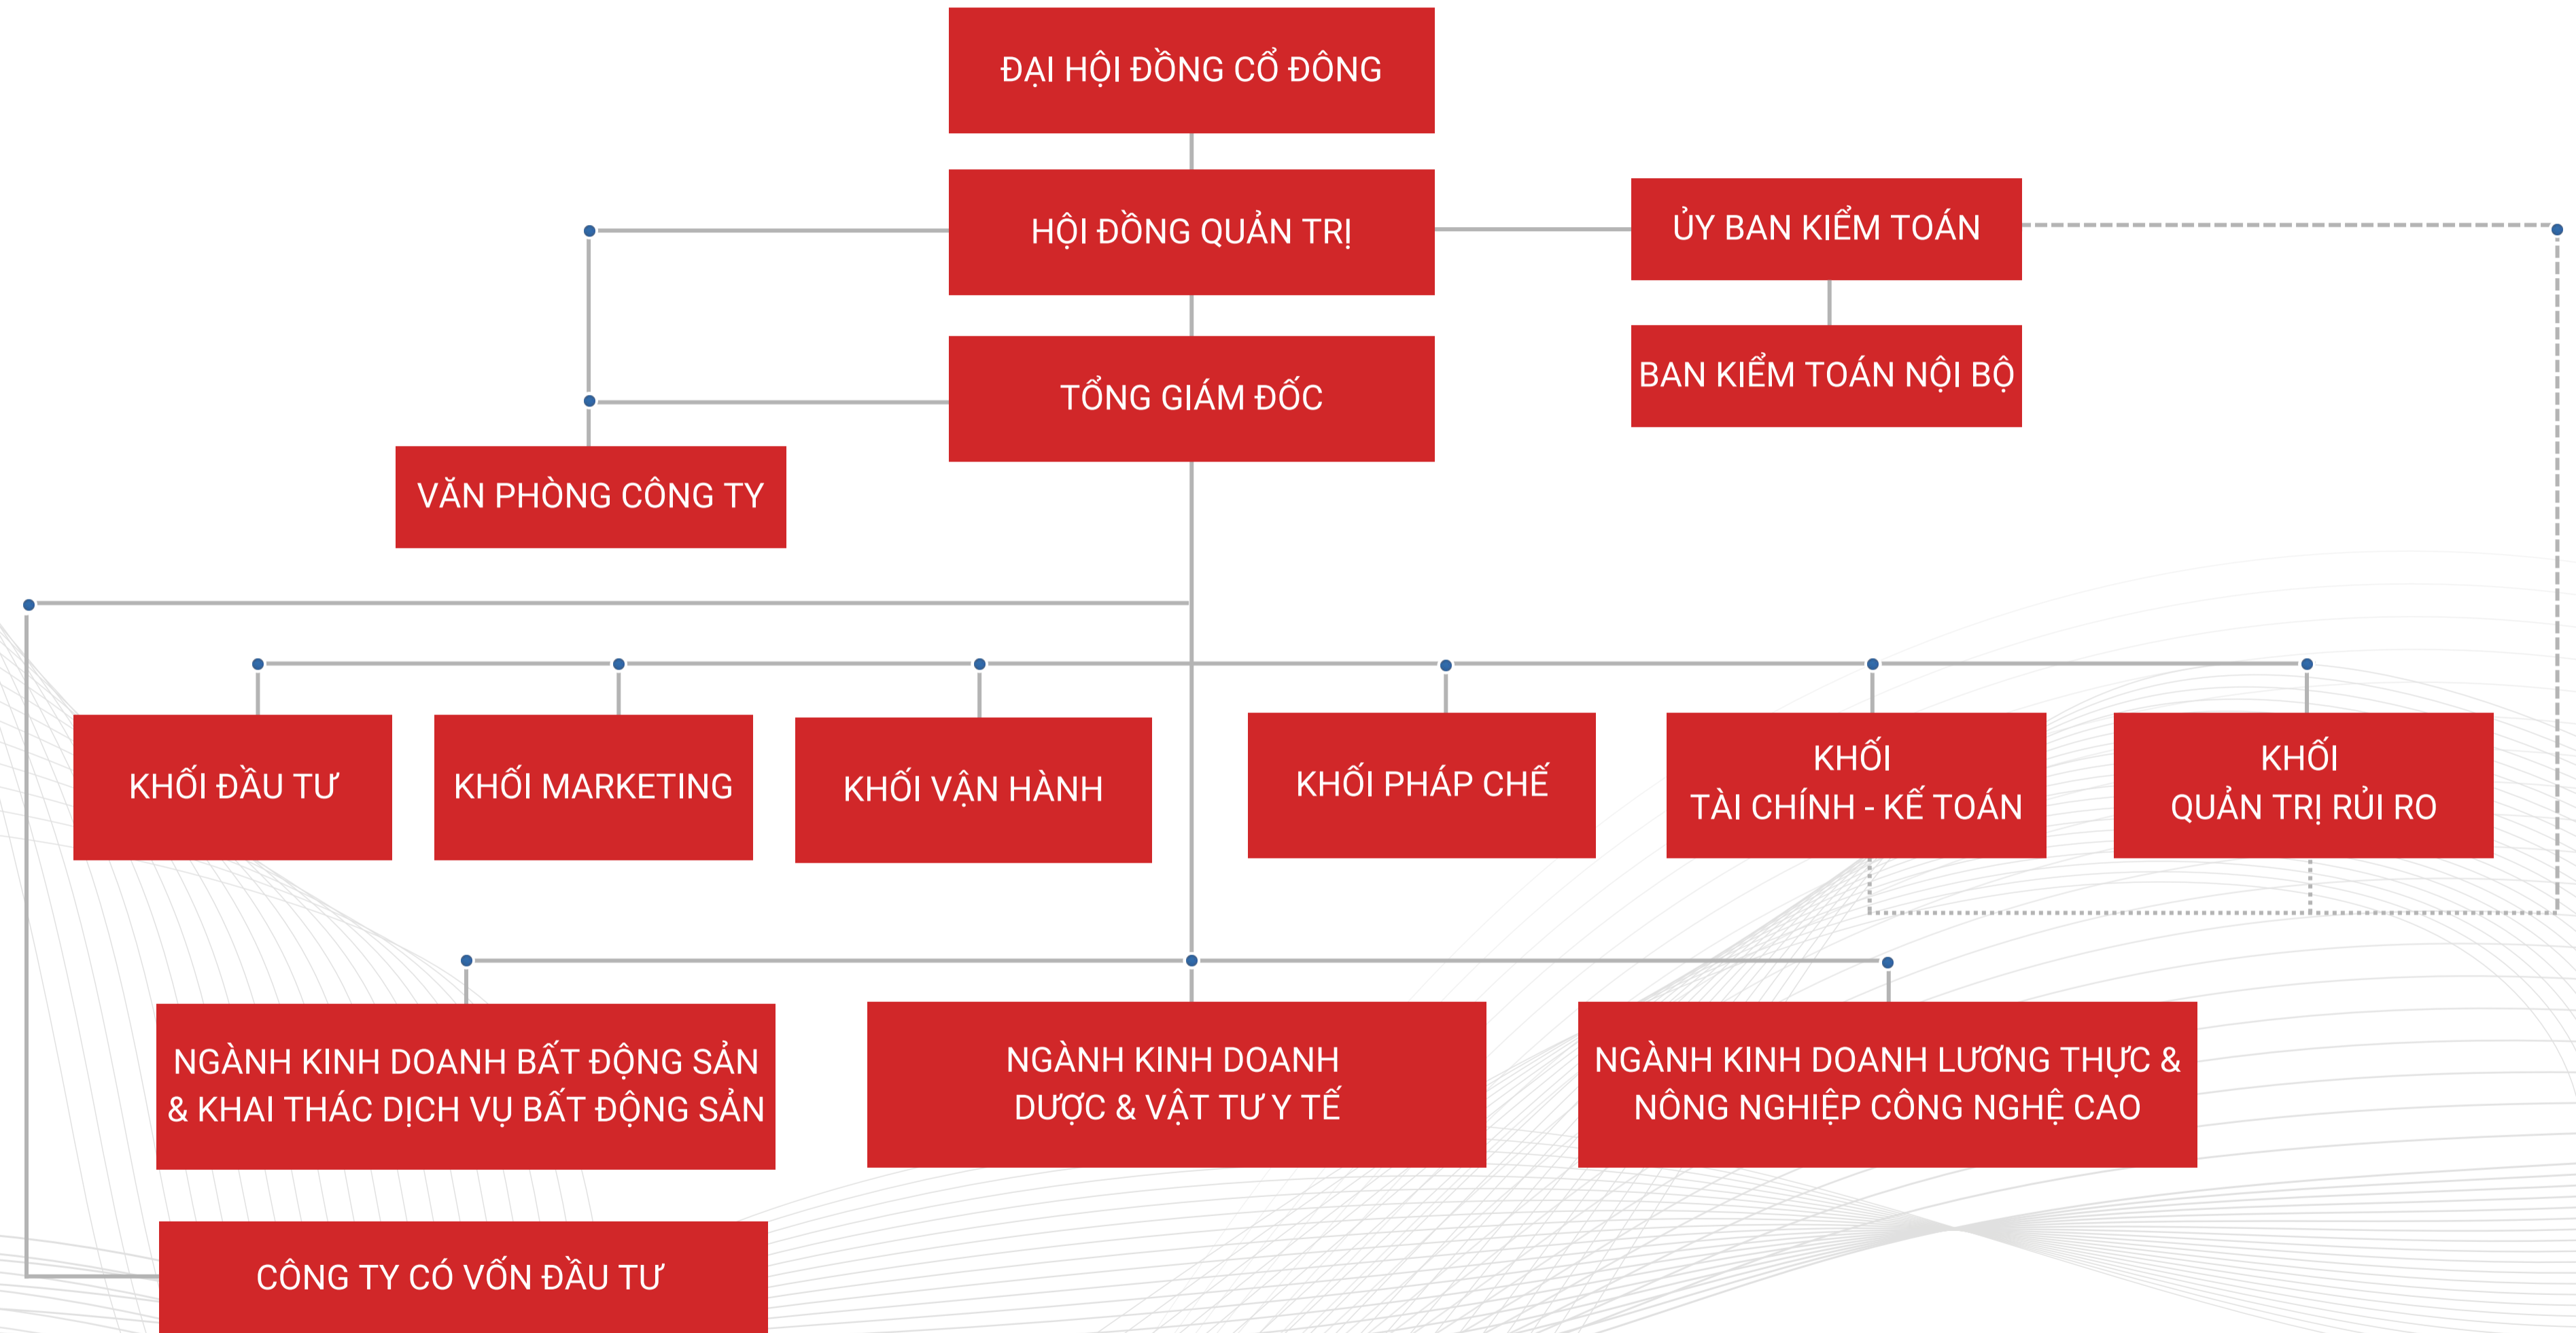 ĐẠI HỘI ĐỒNG CỔ ĐÔNG
HỘI ĐỒNG QUẢN TRỊ
ỦY BAN KIỂM TOÁN
BAN KIỂM TOÁN NỘI BỘ
TỔNG GIÁM ĐỐC
VĂN PHÒNG CÔNG TY
KHỐI ĐẦU TƯ
KHỐI MARKETING
KHỐI VẬN HÀNH
KHỐI PHÁP CHẾ
KHỐI
TÀI CHÍNH - KẾ TOÁN
KHỐI
QUẢN TRỊ RỦI RO
NGÀNH KINH DOANH BẤT ĐỘNG SẢN
& KHAI THÁC DỊCH VỤ BẤT ĐỘNG SẢN
NGÀNH KINH DOANH
DƯỢC & VẬT TƯ Y TẾ
NGÀNH KINH DOANH LƯƠNG THỰC &
NÔNG NGHIỆP CÔNG NGHỆ CAO
CÔNG TY CÓ VỐN ĐẦU TƯ